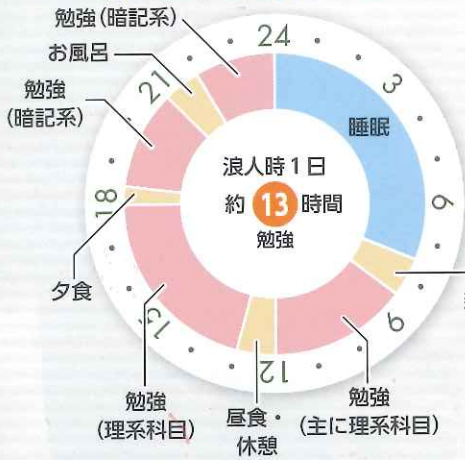 勉強(暗記系)
お風呂
勉強
(暗記系)
24
3
6
9
12
15
18
21
睡眠
浪人時1日
約13時間
勉強
夕食
勉強
(理系科目)
昼食・
休憩
勉強
(主に理系科目)